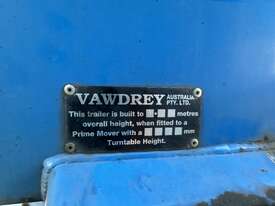 VAWDREY AUSTRALIA PTY. LTD.
This trailer is built to metres
overall height, when fitted to a
Prime Mover with a mm
Turntable Height.